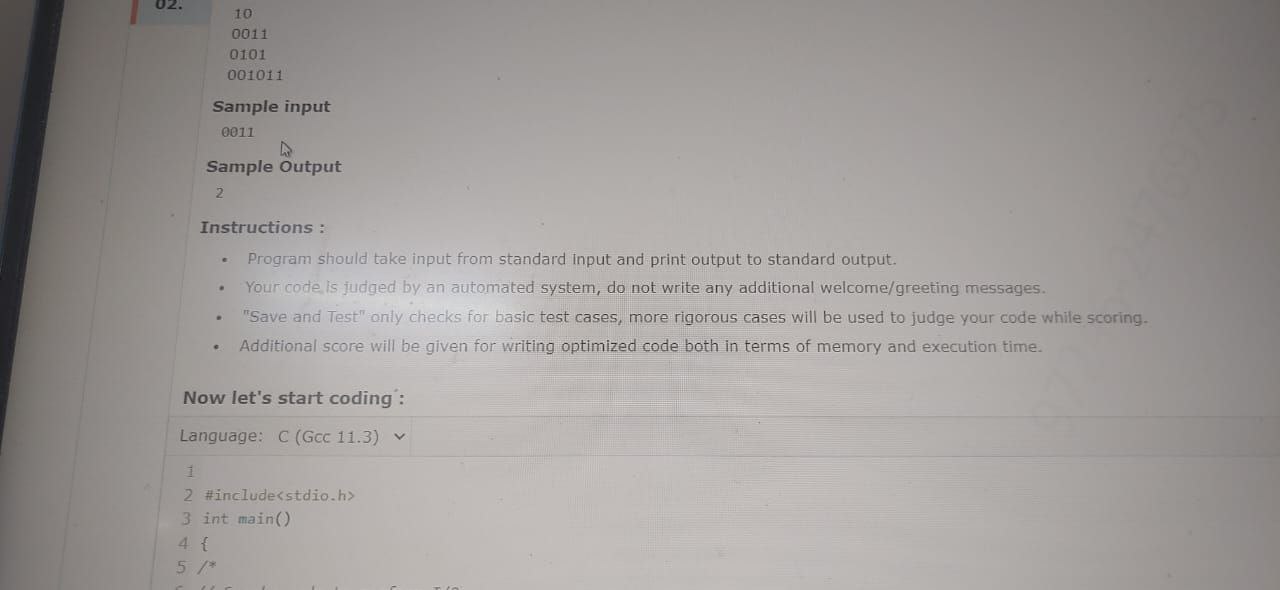 02.
10
0011
0101
001011
Sample input
0011
Sample Output
2
Instructions :
• Program should take input from standard input and print output to standard output.
• Your code is judged by an automated system, do not write any additional welcome/greeting messages.
• "Save and Test" only checks for basic test cases, more rigorous cases will be used to judge your code while scoring.
• Additional score will be given for writing optimized code both in terms of memory and execution time.
Now let's start coding :
Language: C (Gcc 11.3)
1
2 #include<stdio.h>
3 int main()
4 {
5 /*